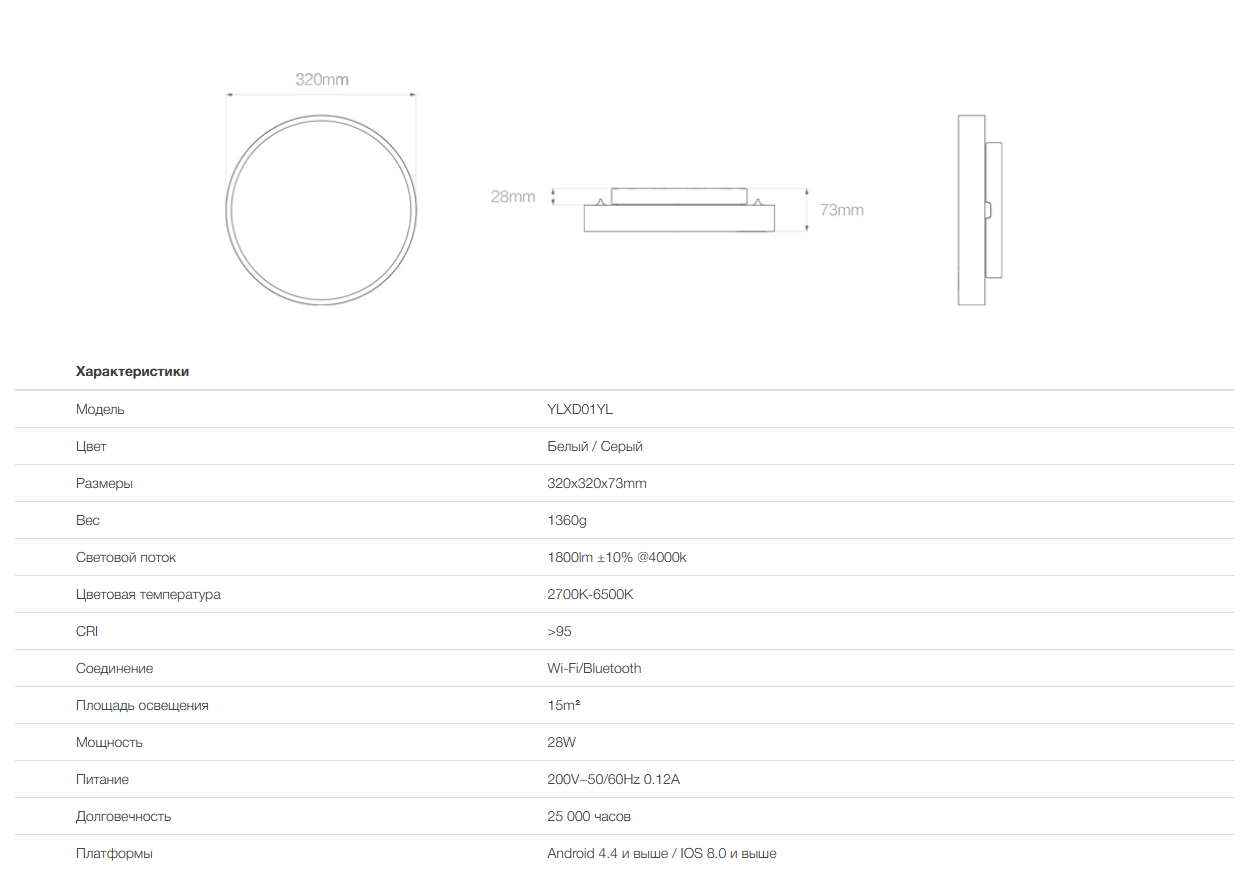 320mm
28mm
73mm
Характеристики
Модель YLXD01YL
Цвет Белый / Серый
Размеры 320x320x73mm
Вес 1360g
Световой поток 1800lm ±10% @4000k
Цветовая температура 2700K-6500K
CRI >95
Соединение Wi-Fi/Bluetooth
Площадь освещения 15m²
Мощность 28W
Питание 200V~50/60Hz 0.12A
Долговечность 25 000 часов
Платформы Android 4.4 и выше / IOS 8.0 и выше